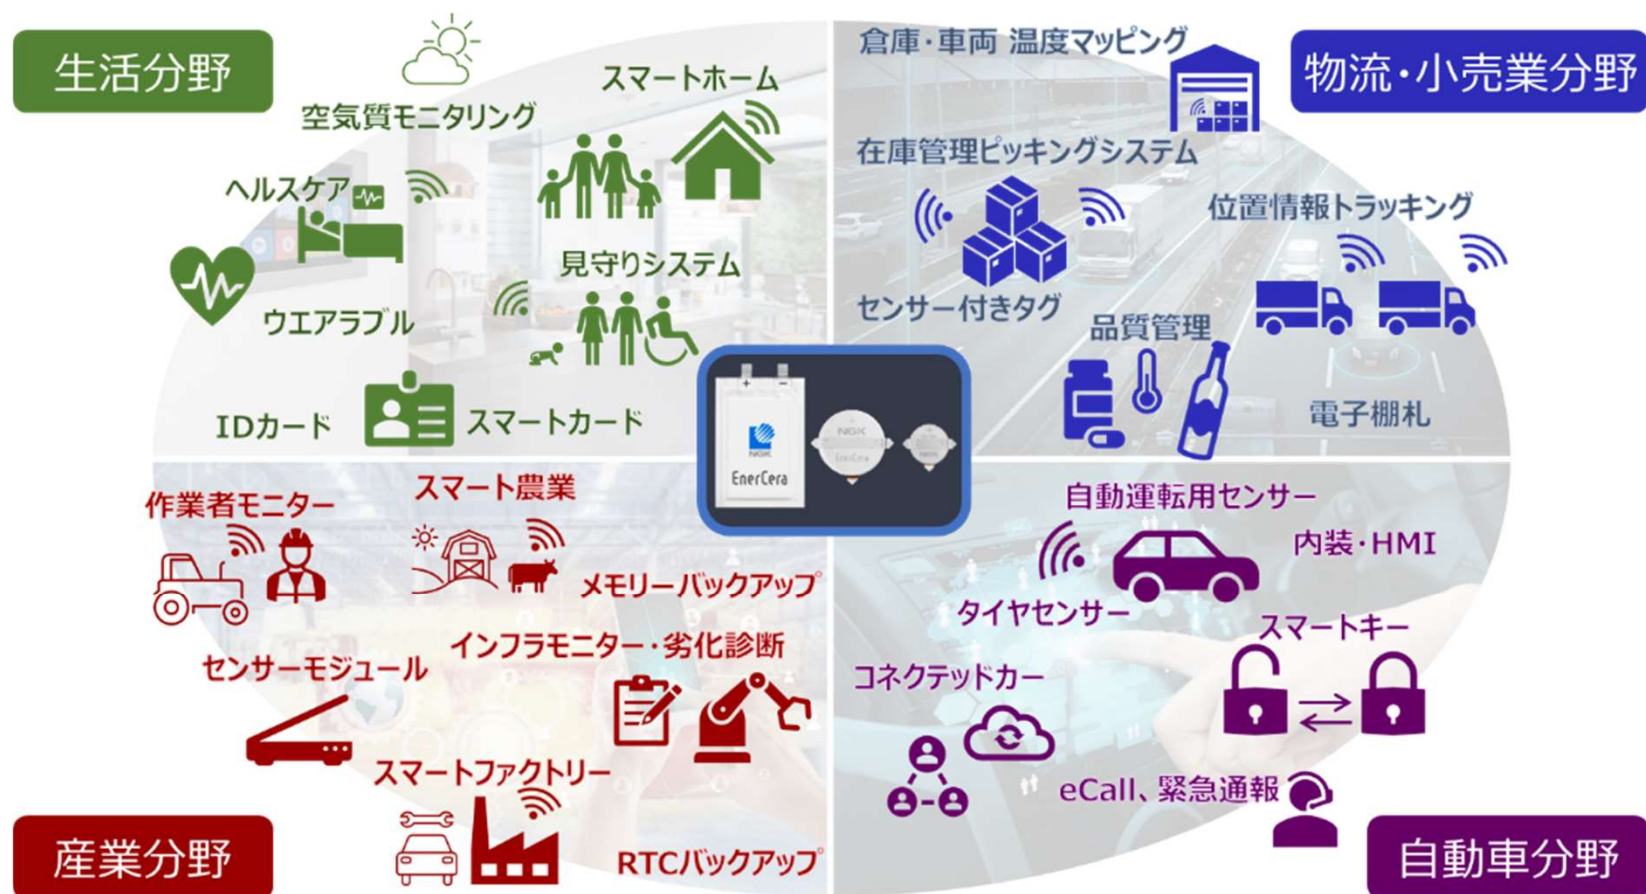 生活分野
空気質モニタリング
スマートホーム
ヘルスケア
見守りシステム
ウエアラブル
IDカード
スマートカード
倉庫・車両 温度マッピング
物流・小売業分野
在庫管理ピッキングシステム
位置情報トラッキング
センサー付きタグ
品質管理
電子棚札
+ −
NGK
EnerCera
NGK
EnerCera
NGK
作業者モニター
スマート農業
メモリーバックアップ
インフラモニター・劣化診断
センサーモジュール
スマートファクトリー
RTCバックアップ
産業分野
自動運転用センサー
内装・HMI
タイヤセンサー
スマートキー
コネクテッドカー
eCall、緊急通報
自動車分野